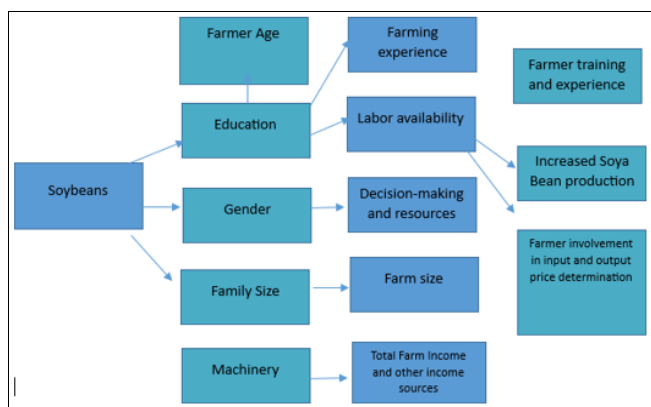 Farmer Age
Farming
experience
Farmer training
and experience
Education
Labor availability
Increased Soya
Bean production
Soybeans
Gender
Decision-making
and resources
Farmer involvement
in input and output
price determination
Family Size
Farm size
Machinery
Total Farm Income
and other income
sources